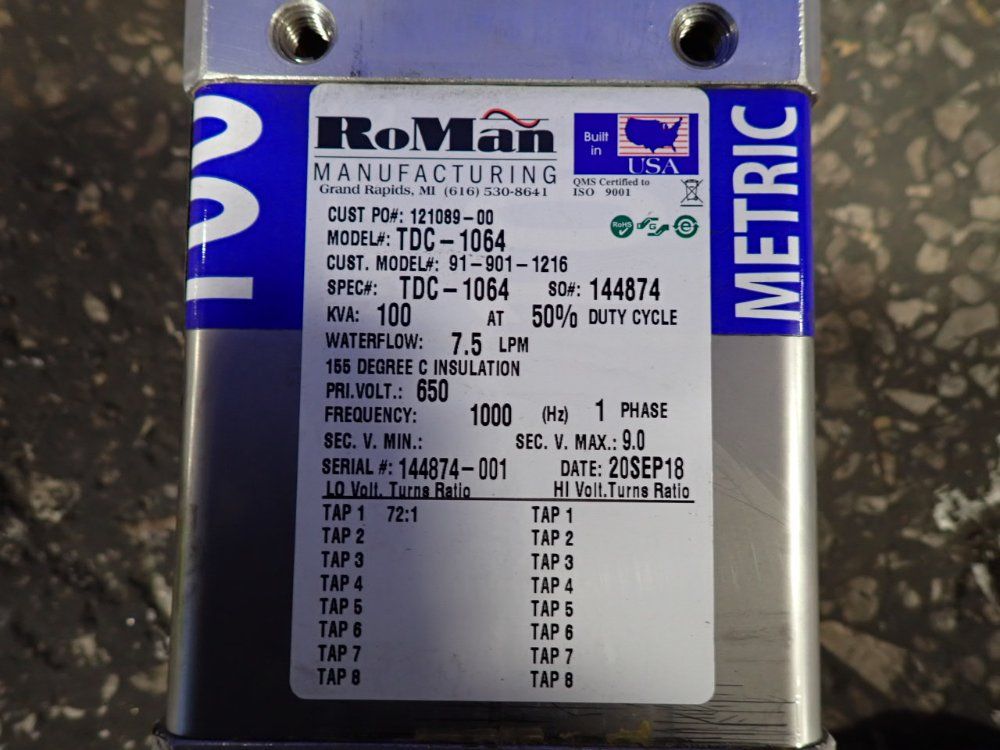 100
RoMan
MANUFACTURING
Grand Rapids, MI (616) 530-8641
Built
in
USA
QMS Certified to
ISO 9001
RoHS
G
e
METRIC
CUST PO#: 121089-00
MODEL#: TDC-1064
CUST. MODEL#: 91-901-1216
SPEC#: TDC-1064 SO#: 144874
KVA: 100 AT 50% DUTY CYCLE
WATERFLOW: 7.5 LPM
155 DEGREE C INSULATION
PRI.VOLT.: 650
FREQUENCY: 1000 (Hz) 1 PHASE
SEC. V. MIN.: SEC. V. MAX.: 9.0
SERIAL #: 144874-001 DATE: 20SEP18
LO Volt. Turns Ratio HI Volt.Turns Ratio
TAP 1 72:1 TAP 1
TAP 2 TAP 2
TAP 3 TAP 3
TAP 4 TAP 4
TAP 5 TAP 5
TAP 6 TAP 6
TAP 7 TAP 7
TAP 8 TAP 8